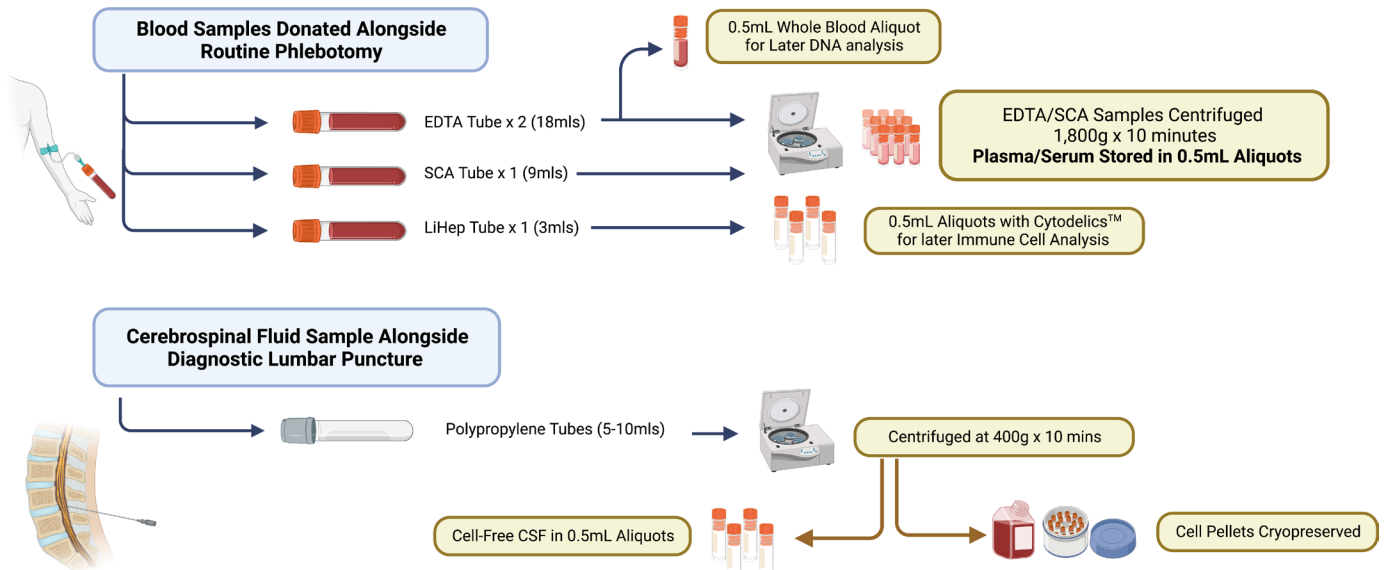 Blood Samples Donated Alongside
Routine Phlebotomy
0.5mL Whole Blood Aliquot
for Later DNA analysis
EDTA Tube x 2 (18mls)
EDTA/SCA Samples Centrifuged
1,800g x 10 minutes
Plasma/Serum Stored in 0.5mL Aliquots
SCA Tube x 1 (9mls)
LiHep Tube x 1 (3mls)
0.5mL Aliquots with Cytodelics™
for later Immune Cell Analysis
Cerebrospinal Fluid Sample Alongside
Diagnostic Lumbar Puncture
Polypropylene Tubes (5-10mls)
Centrifuged at 400g x 10 mins
Cell-Free CSF in 0.5mL Aliquots
Cell Pellets Cryopreserved